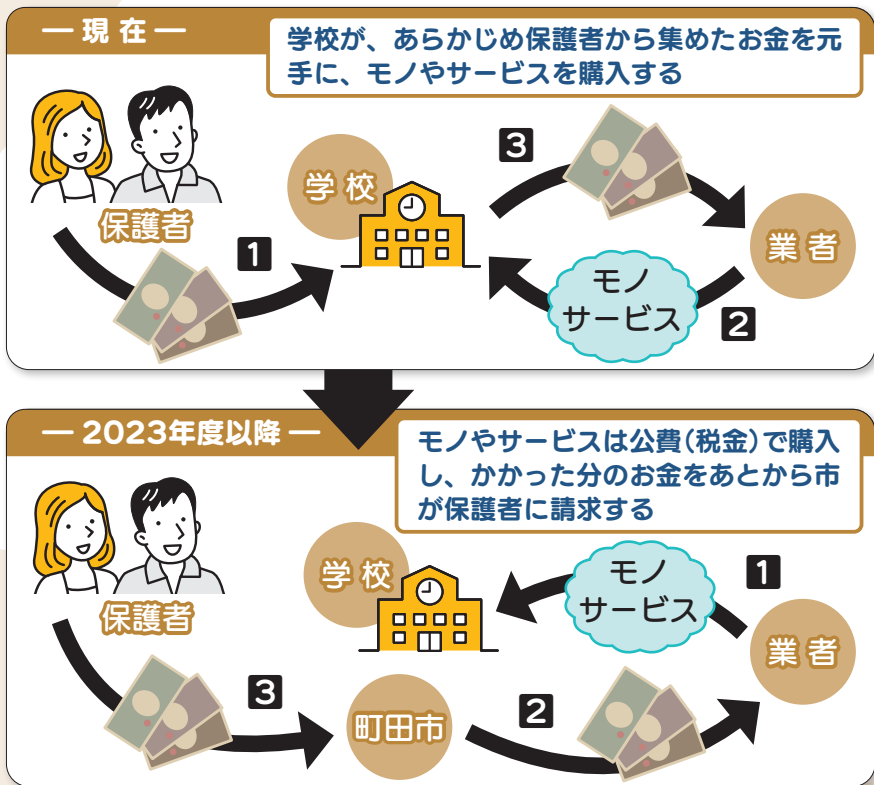 ― 現 在 ―
学校が、あらかじめ保護者から集めたお金を元
手に、モノやサービスを購入する
保護者
1
学 校
3
業 者
モノ
サービス
2
― 2023年度以降 ―
モノやサービスは公費(税金)で購入
し、かかった分のお金をあとから市
が保護者に請求する
保護者
学 校
モノ
サービス
1
業 者
3
町田市
2